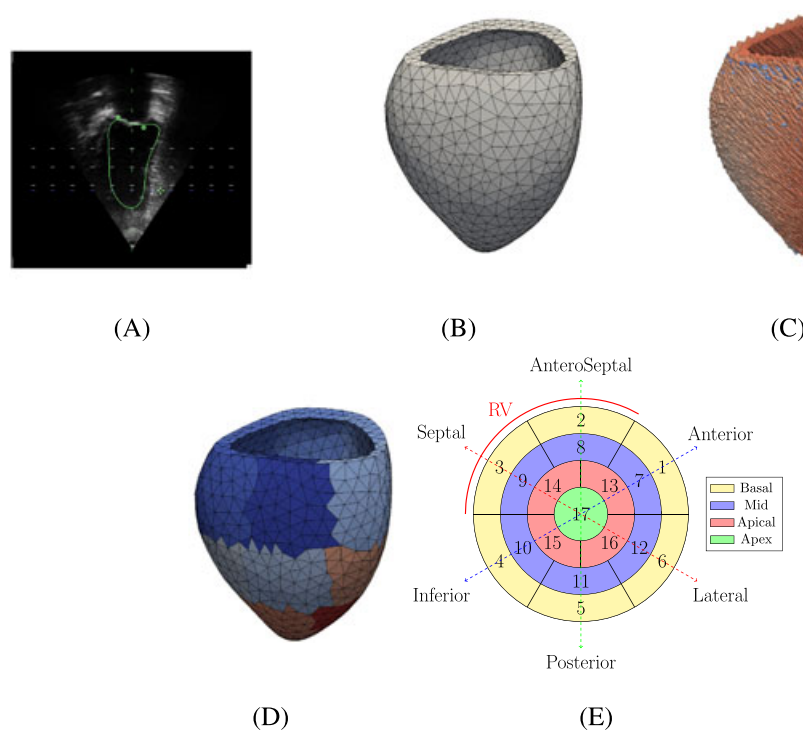 (A)
(B)
(C)
AnteroSeptal
RV
Septal
Anterior
2
8
3
9
14
13
7
1
17
4
10
15
16
12
6
11
5
Basal
Mid
Apical
Apex
Inferior
Lateral
Posterior
(D)
(E)